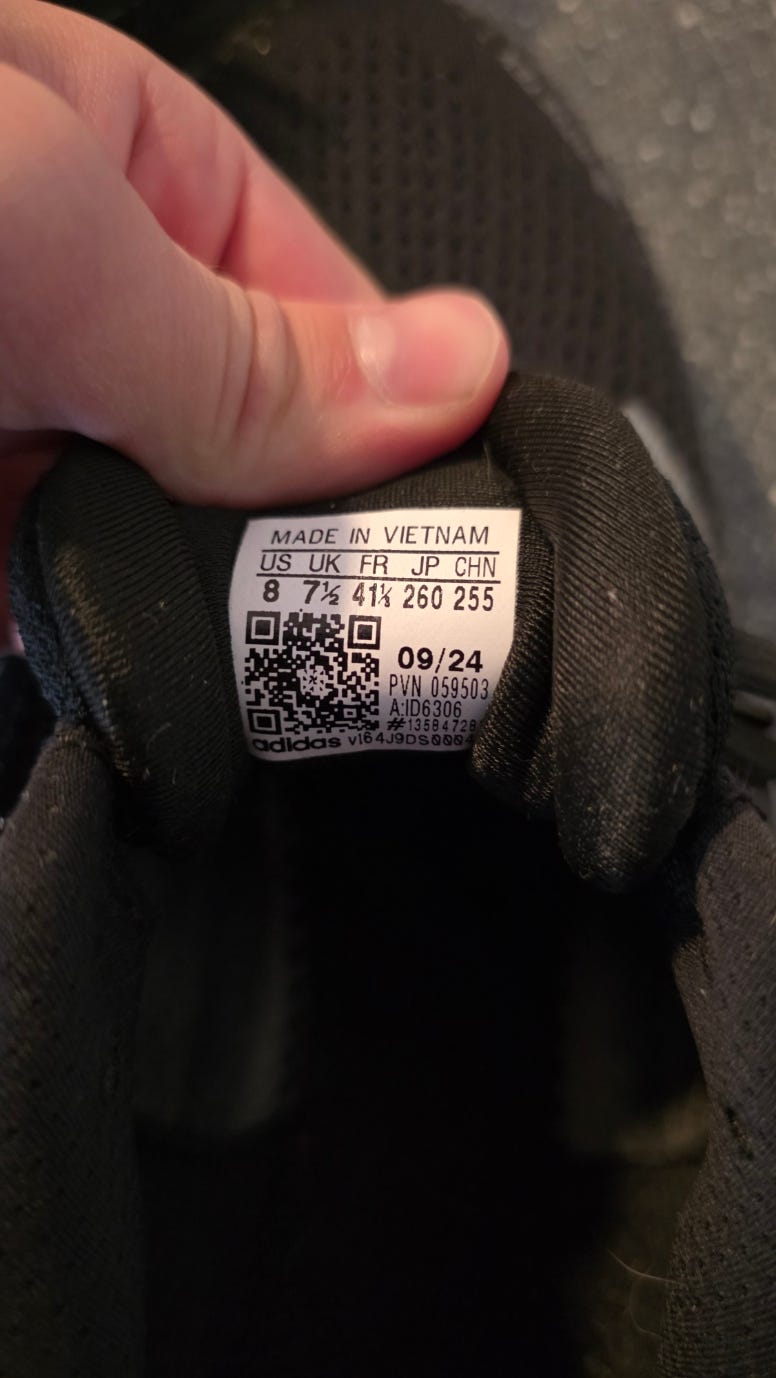 MADE IN VIETNAM
US UK FR JP CHN
8 7½ 41⅓ 260 255
09/24
PVN 059503
A:ID6306
adidas